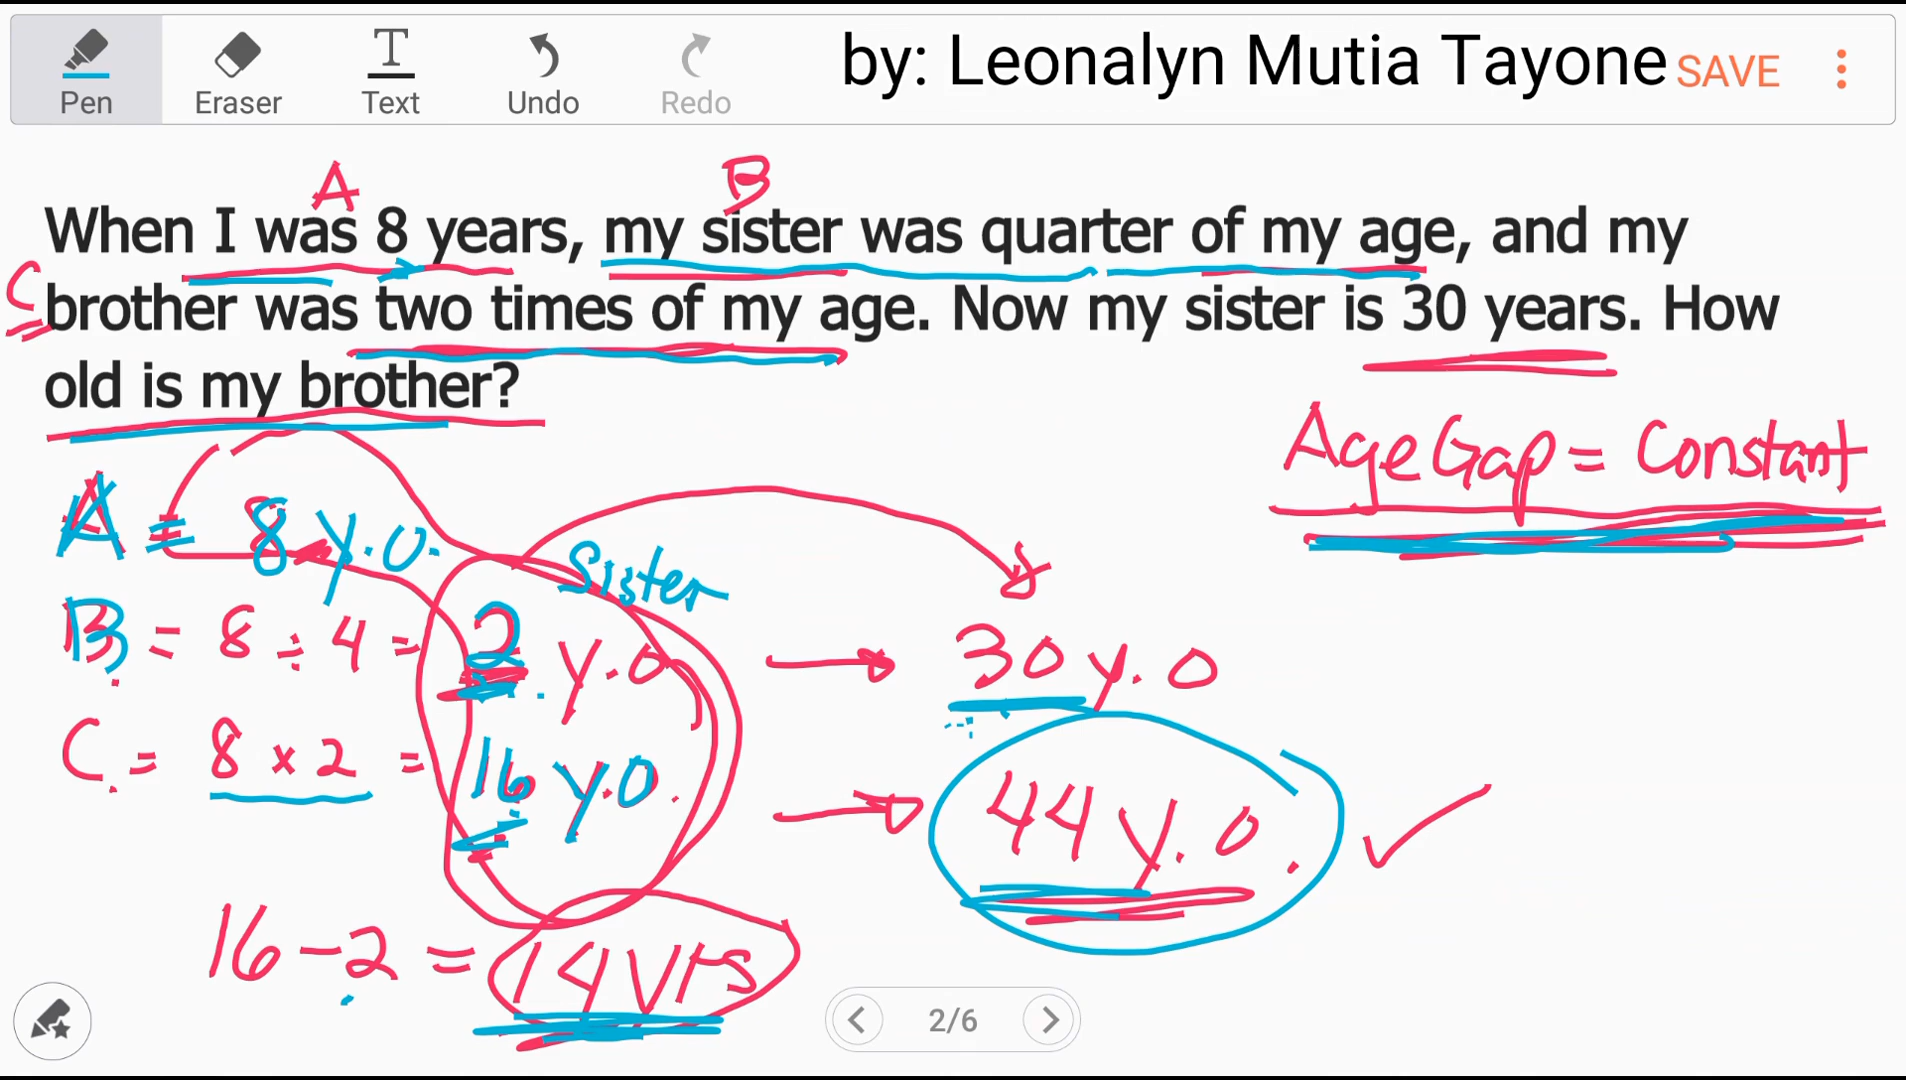 Pen Eraser Text Undo Redo by: Leonalyn Mutia Tayone SAVE
A B
When I was 8 years, my sister was quarter of my age, and my
C
brother was two times of my age. Now my sister is 30 years. How
old is my brother?
Age Gap = Constant
A = 8 y.o.
Sister
B = 8 ÷ 4 = 2 y.o → 30 y.o
C = 8 × 2 = 16 y.o. → 44 y.o. ✓
16 - 2 = 14 yrs
2/6